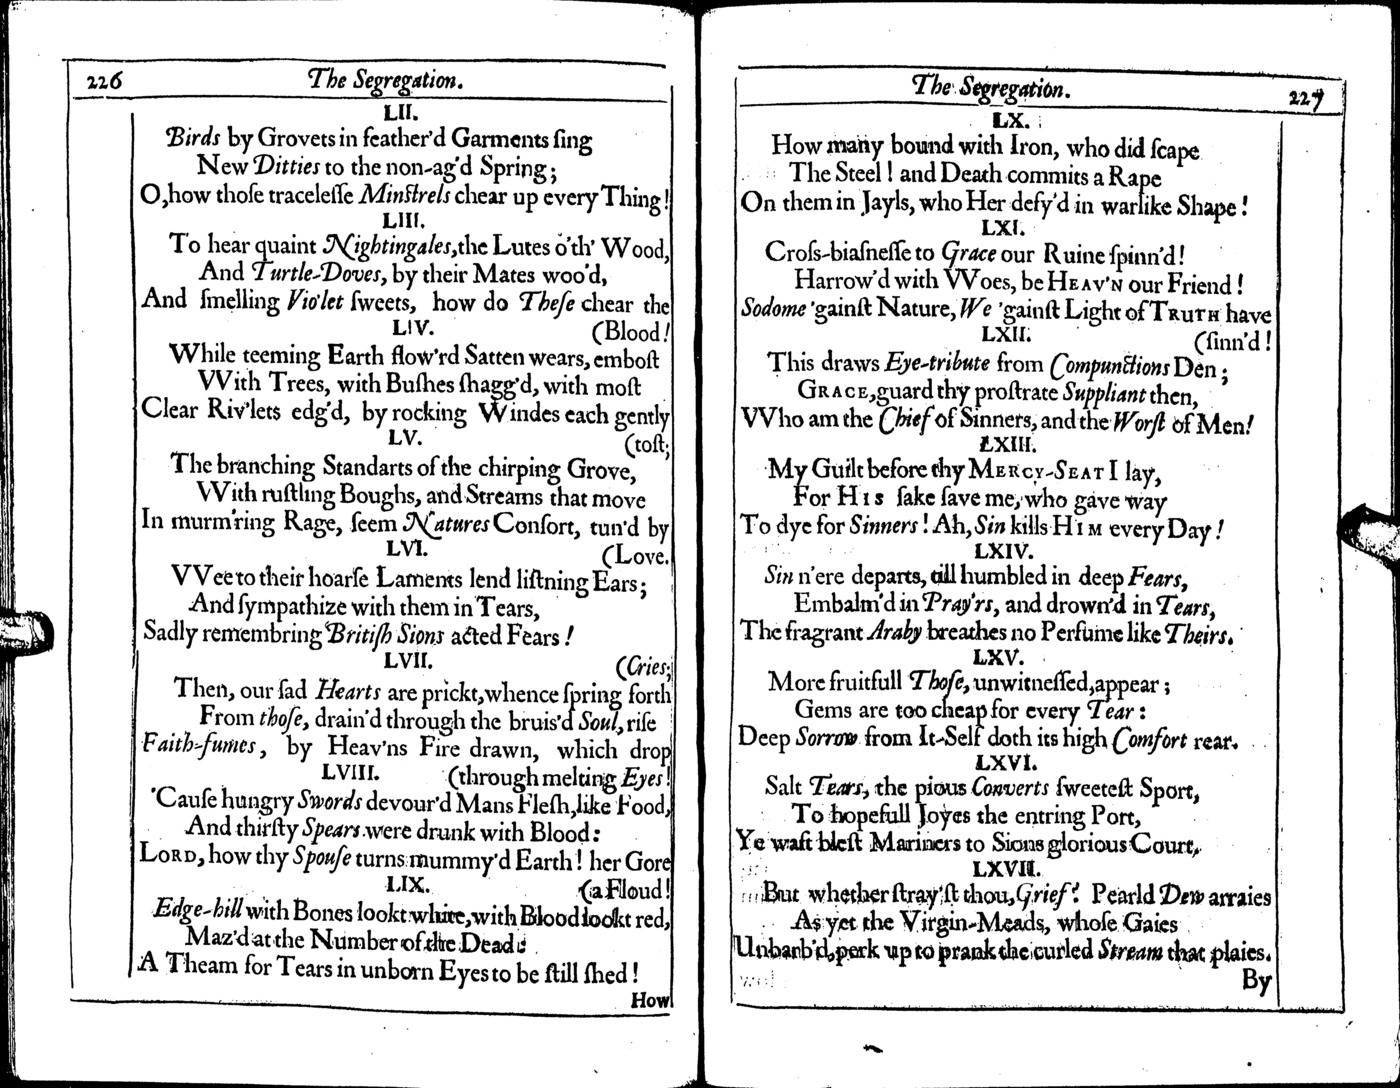 226 The Segregation.
LII.
Birds by Grovets in feather'd Garments ſing
New Ditties to the non-ag'd Spring;
O, how thoſe traceleſſe Minſtrels chear up every Thing!
LIII.
To hear quaint Nightingales, the Lutes o'th' Wood,
And Turtle-Doves, by their Mates woo'd,
And ſmelling Vio'let ſweets, how do Theſe chear the
LIV. (Blood!
While teeming Earth flow'rd Satten wears, emboſt
VVith Trees, with Buſhes ſhagg'd, with moſt
Clear Riv'lets edg'd, by rocking Windes each gently
LV. (toſt;
The branching Standarts of the chirping Grove,
VVith ruſtling Boughs, and Streams that move
In murm'ring Rage, ſeem Natures Conſort, tun'd by
LVI. (Love.
VVee to their hoarſe Laments lend liſtning Ears;
And ſympathize with them in Tears,
Sadly remembring Britiſh Sions acted Fears!
LVII. (Cries;
Then, our ſad Hearts are prickt, whence ſpring forth
From thoſe, drain'd through the bruis'd Soul, riſe
Faith-fumes, by Heav'ns Fire drawn, which drop
LVIII. (through melting Eyes!
'Cauſe hungry Swords devour'd Mans Fleſh, like Food,
And thirſty Spears were drunk with Blood:
LORD, how thy Spouſe turns mummy'd Earth! her Gore
LIX. (a Floud!
Edge-hill with Bones lookt white, with Blood lookt red,
Maz'd at the Number of the Dead:
A Theam for Tears in unborn Eyes to be ſtill ſhed!
How
The Segregation. 227
LX.
How many bound with Iron, who did ſcape
The Steel! and Death commits a Rape
On them in Jayls, who Her defy'd in warlike Shape!
LXI.
Croſs-biaſneſſe to Grace our Ruine ſpinn'd!
Harrow'd with VVoes, be HEAV'N our Friend!
Sodome 'gainſt Nature, We 'gainſt Light of TRUTH have
LXII. (ſinn'd!
This draws Eye-tribute from Compunctions Den;
GRACE, guard thy proſtrate Suppliant then,
VVho am the Chief of Sinners, and the Worſt of Men!
LXIII.
My Guilt before thy MERCY-SEAT I lay,
For HIS ſake ſave me, who gave way
To dye for Sinners! Ah, Sin kills HIM every Day!
LXIV.
Sin n'ere departs, till humbled in deep Fears,
Embalm'd in Pray'rs, and drown'd in Tears,
The fragrant Araby breathes no Perfume like Theirs.
LXV.
More fruitfull Thoſe, unwitneſſed, appear;
Gems are too cheap for every Tear:
Deep Sorrow from It-Self doth its high Comfort rear.
LXVI.
Salt Tears, the pious Converts ſweeteſt Sport,
To hopefull Joyes the entring Port,
Ye waft bleſt Mariners to Sions glorious Court,
LXVII.
But whether ſtray'ſt thou, Grief? Pearld Dew arraies
As yet the Virgin-Meads, whoſe Gaies
Unbarb'd, perk up to prank the curled Stream that plaies.
By